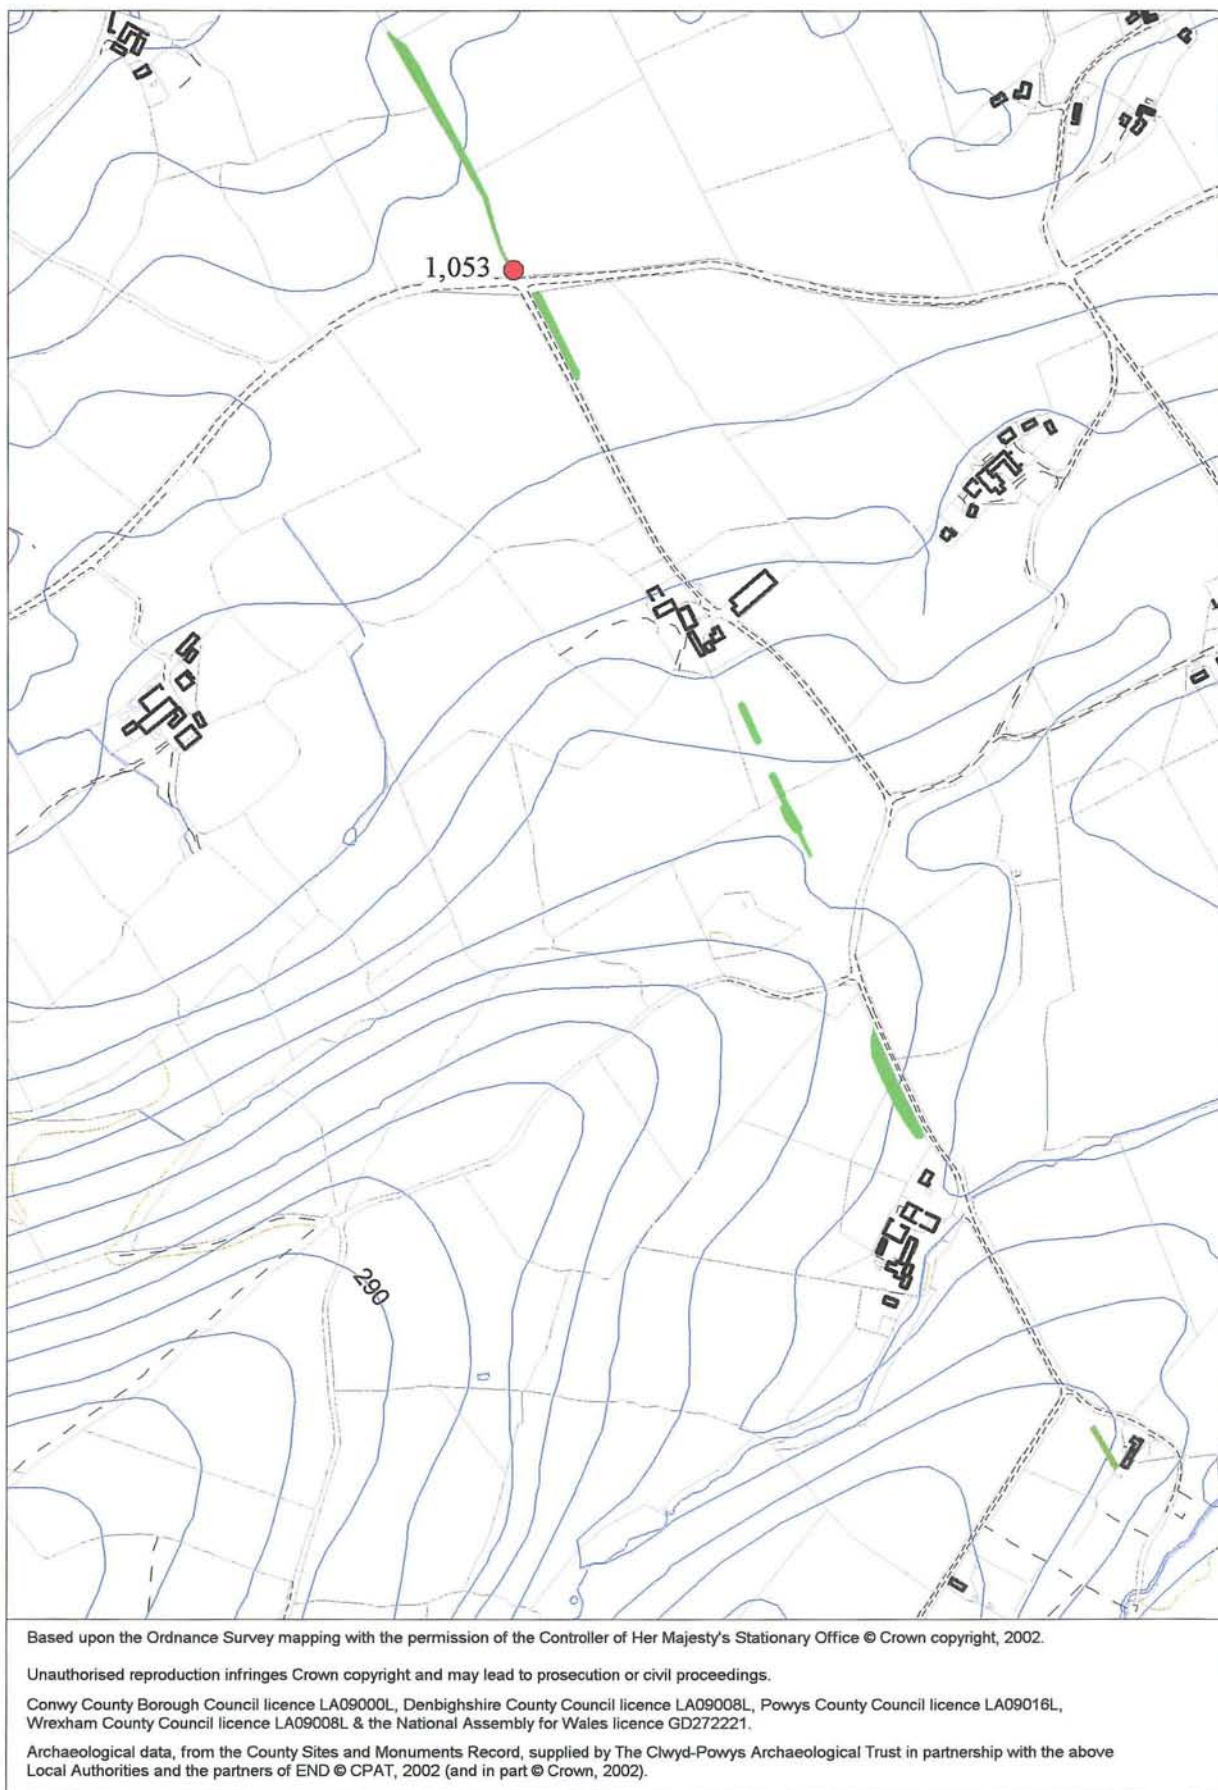 1,053
290
Based upon the Ordnance Survey mapping with the permission of the Controller of Her Majesty's Stationary Office © Crown copyright, 2002.
Unauthorised reproduction infringes Crown copyright and may lead to prosecution or civil proceedings.
Conwy County Borough Council licence LA09000L, Denbighshire County Council licence LA09008L, Powys County Council licence LA09016L,
Wrexham County Council licence LA09008L & the National Assembly for Wales licence GD272221.
Archaeological data, from the County Sites and Monuments Record, supplied by The Clwyd-Powys Archaeological Trust in partnership with the above
Local Authorities and the partners of END © CPAT, 2002 (and in part © Crown, 2002).